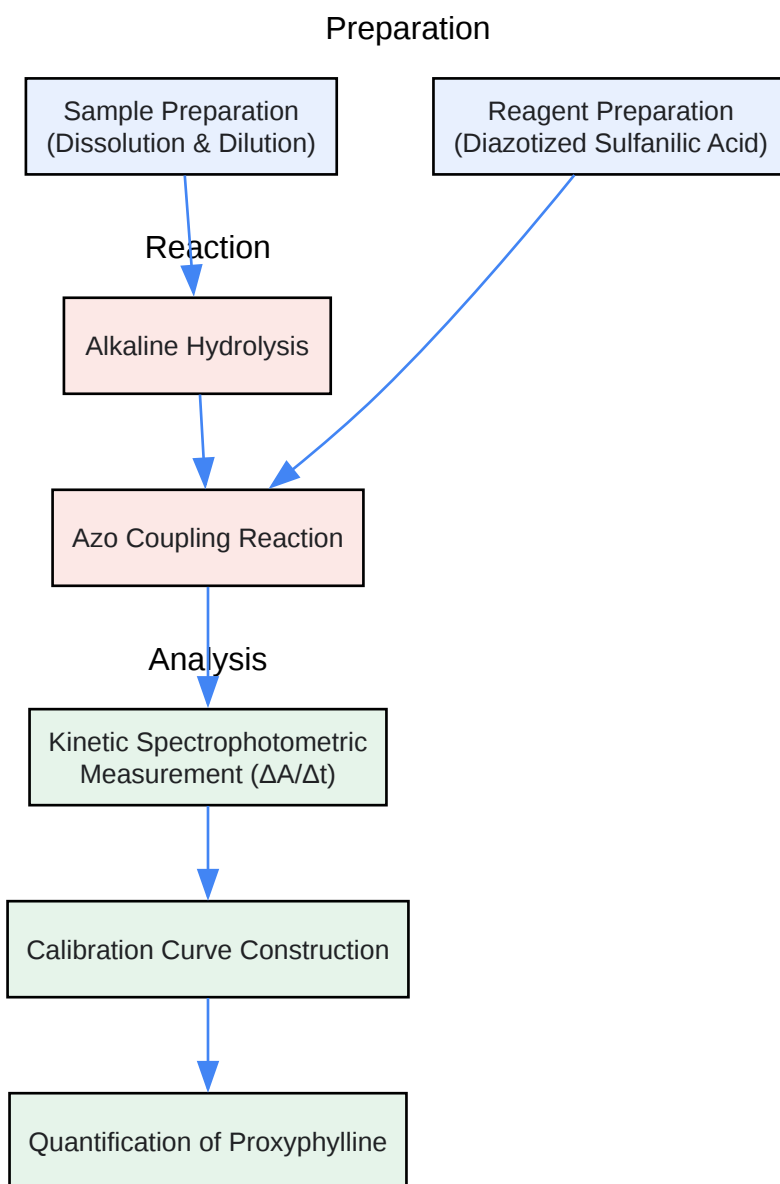 Preparation
Sample Preparation
(Dissolution & Dilution)
Reagent Preparation
(Diazotized Sulfanilic Acid)
Reaction
Alkaline Hydrolysis
Azo Coupling Reaction
Analysis
Kinetic Spectrophotometric
Measurement (ΔA/Δt)
Calibration Curve Construction
Quantification of Proxyphylline